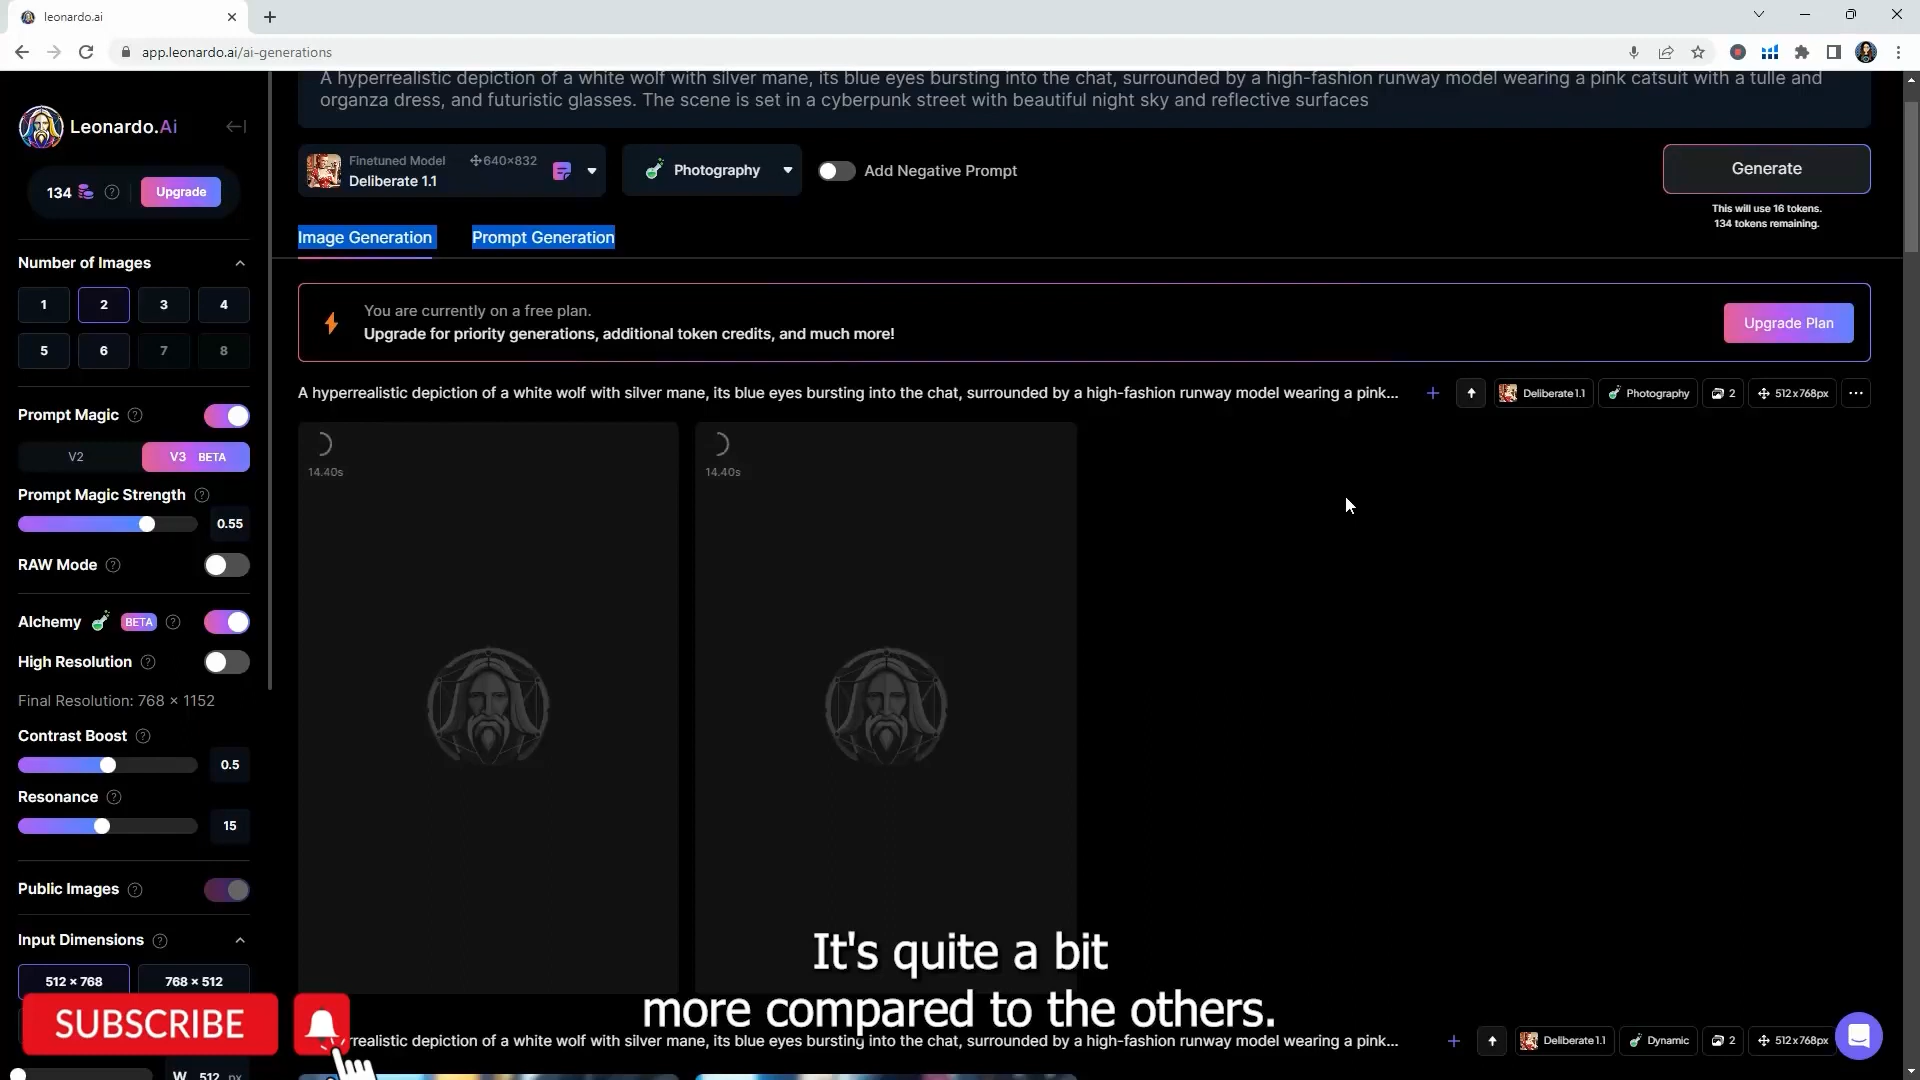 leonardo.ai
app.leonardo.ai/ai-generations
A hyperrealistic depiction of a white wolf with silver mane, its blue eyes bursting into the chat, surrounded by a high-fashion runway model wearing a pink catsuit with a tulle and
organza dress, and futuristic glasses. The scene is set in a cyberpunk street with beautiful night sky and reflective surfaces
Leonardo.Ai
134
Upgrade
Finetuned Model 640×832
Deliberate 1.1
Photography
Add Negative Prompt
Generate
This will use 16 tokens.
134 tokens remaining.
Image Generation Prompt Generation
Number of Images
1 2 3 4
5 6 7 8
You are currently on a free plan.
Upgrade for priority generations, additional token credits, and much more!
Upgrade Plan
A hyperrealistic depiction of a white wolf with silver mane, its blue eyes bursting into the chat, surrounded by a high-fashion runway model wearing a pink...
Deliberate 1.1 Photography 2 512x768px
14.40s 14.40s
Prompt Magic
V2 V3 BETA
Prompt Magic Strength
0.55
RAW Mode
Alchemy BETA
High Resolution
Final Resolution: 768 × 1152
Contrast Boost
0.5
Resonance
15
Public Images
Input Dimensions
512 × 768 768 × 512
SUBSCRIBE
It's quite a bit
more compared to the others.
realistic depiction of a white wolf with silver mane, its blue eyes bursting into the chat, surrounded by a high-fashion runway model wearing a pink...
Deliberate 1.1 Dynamic 2 512x768px
W 512 px